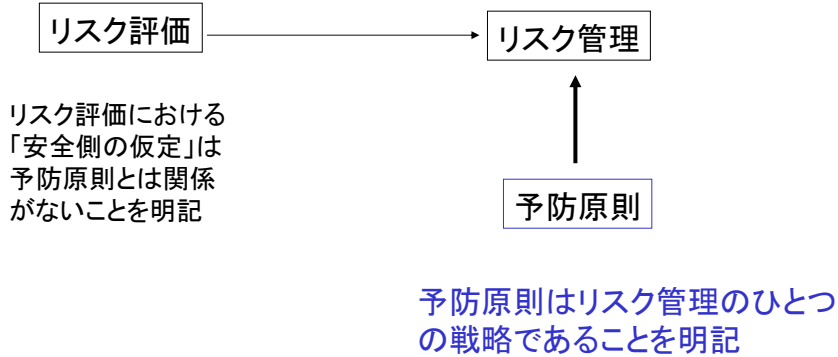 リスク評価
リスク管理
リスク評価における
「安全側の仮定」は
予防原則とは関係
がないことを明記
予防原則
予防原則はリスク管理のひとつ
の戦略であることを明記